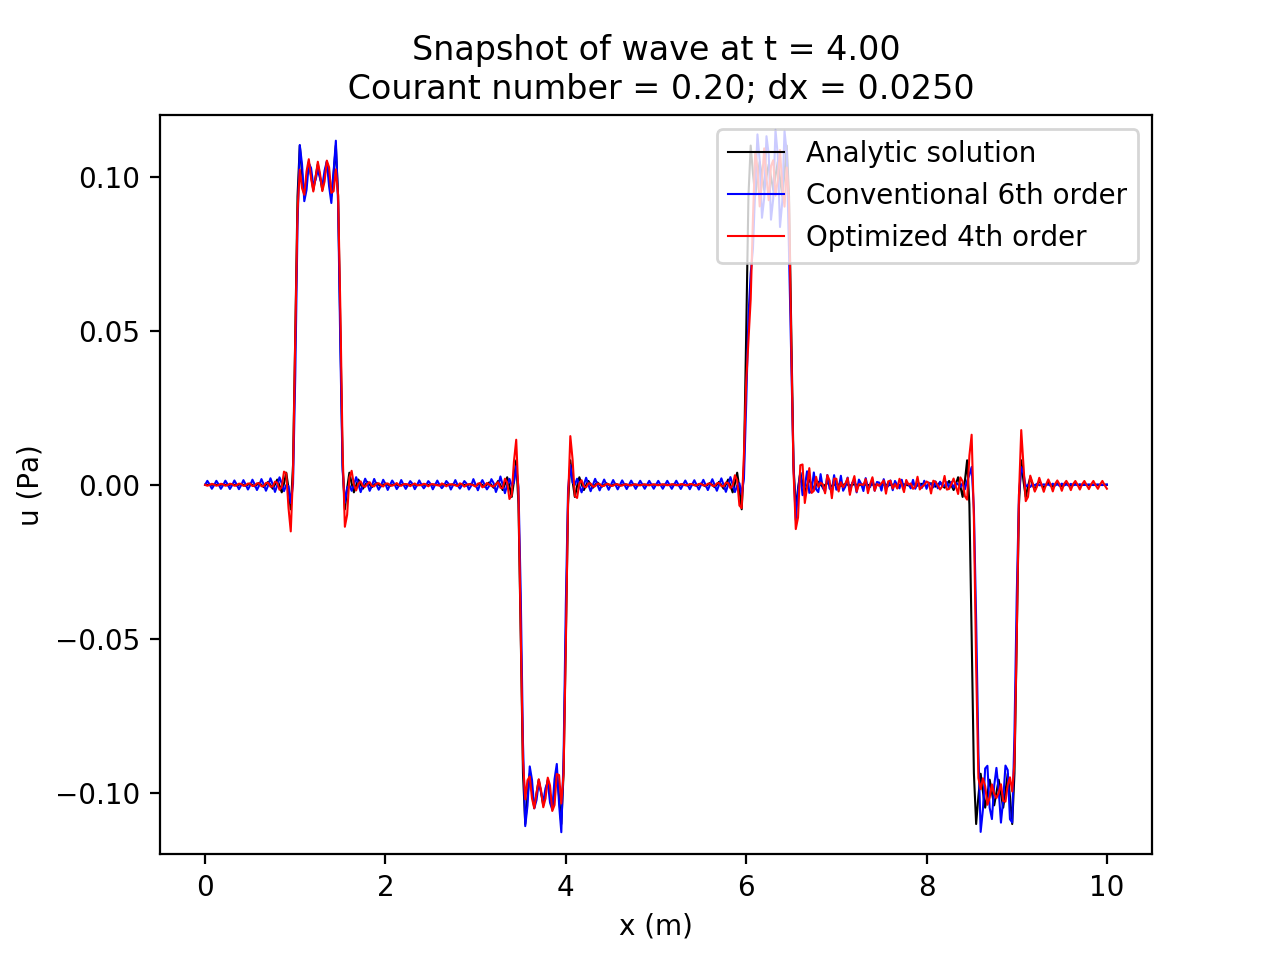 Snapshot of wave at t = 4.00
Courant number = 0.20; dx = 0.0250
Analytic solution
Conventional 6th order
Optimized 4th order
0.10
0.05
0.00
−0.05
−0.10
u (Pa)
0 2 4 6 8 10
x (m)